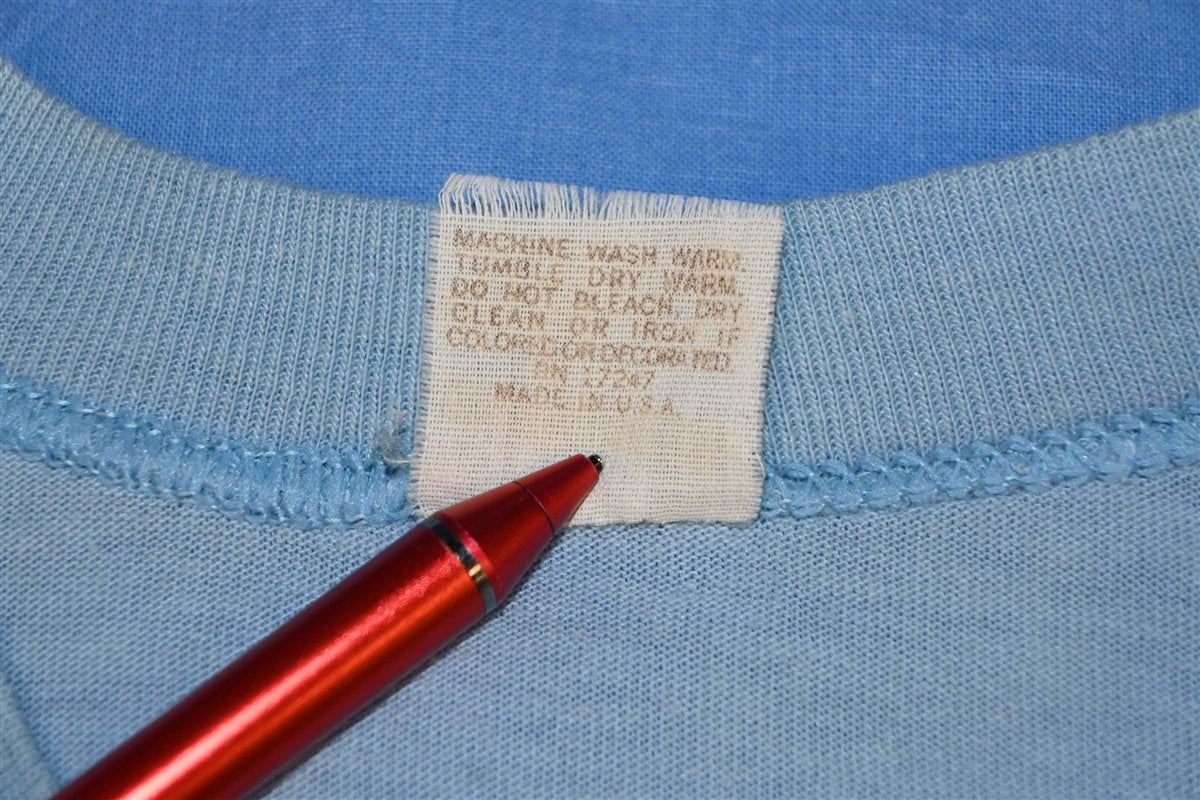 MACHINE WASH WARM.
TUMBLE DRY WARM.
DO NOT BLEACH, DRY
CLEAN OR IRON IF
COLORED OR DECORATED.
RN 17247
MADE IN U.S.A.